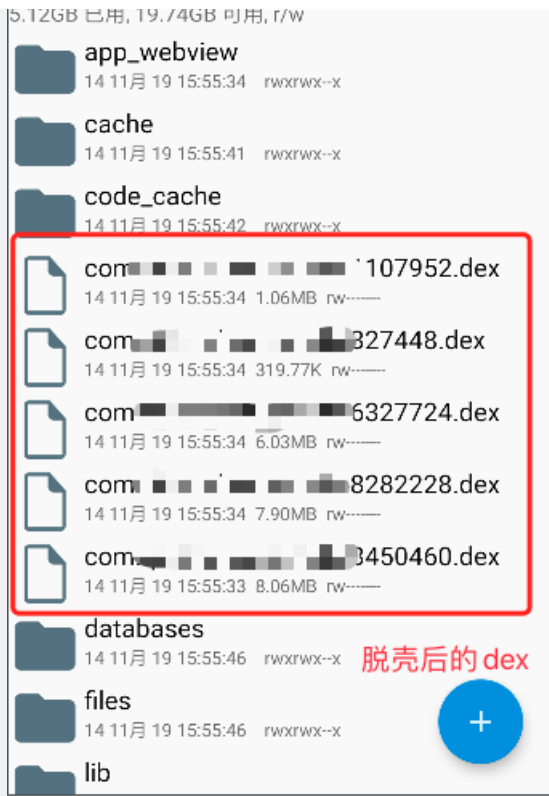 5.12GB 已用, 19.74GB 可用, r/w
app_webview
14 11月 19 15:55:34 rwxrwx--x
cache
14 11月 19 15:55:41 rwxrwx--x
code_cache
14 11月 19 15:55:42 rwxrwx--x
com 107952.dex
14 11月 19 15:55:34 1.06MB rw-------
com 327448.dex
14 11月 19 15:55:34 319.77K rw-------
com 6327724.dex
14 11月 19 15:55:34 6.03MB rw-------
com 8282228.dex
14 11月 19 15:55:34 7.90MB rw-------
com 3450460.dex
14 11月 19 15:55:33 8.06MB rw-------
databases
14 11月 19 15:55:46 rwxrwx--x
脱壳后的dex
files
14 11月 19 15:55:46 rwxrwx--x
lib